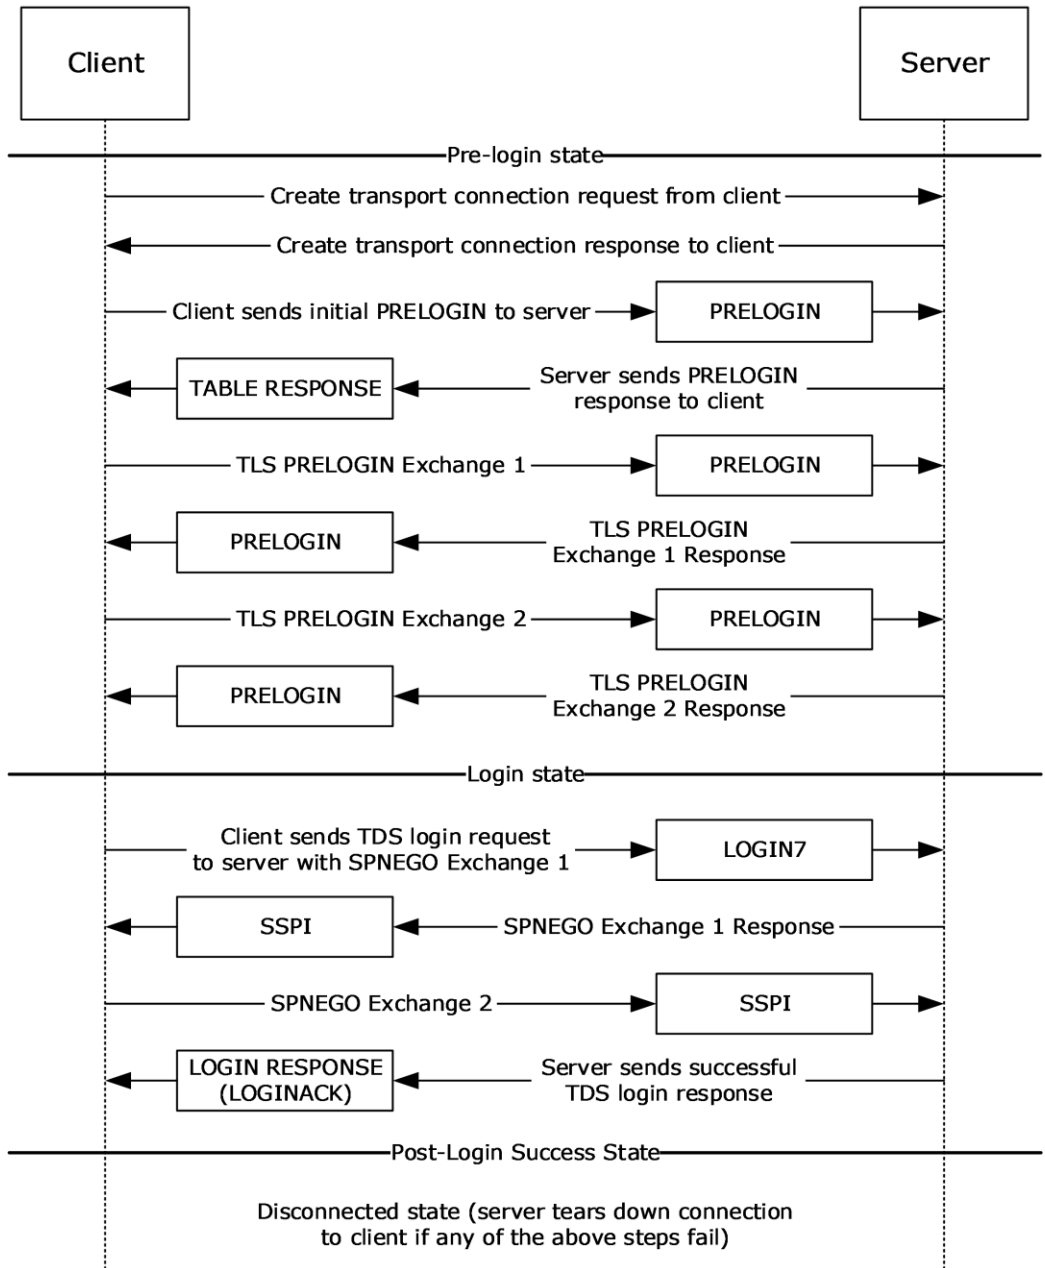 Client
Server
Pre-login state
Create transport connection request from client
Create transport connection response to client
Client sends initial PRELOGIN to server
PRELOGIN
TABLE RESPONSE
Server sends PRELOGIN
response to client
TLS PRELOGIN Exchange 1
PRELOGIN
PRELOGIN
TLS PRELOGIN
Exchange 1 Response
TLS PRELOGIN Exchange 2
PRELOGIN
PRELOGIN
TLS PRELOGIN
Exchange 2 Response
Login state
Client sends TDS login request
to server with SPNEGO Exchange 1
LOGIN7
SSPI
SPNEGO Exchange 1 Response
SPNEGO Exchange 2
SSPI
LOGIN RESPONSE
(LOGINACK)
Server sends successful
TDS login response
Post-Login Success State
Disconnected state (server tears down connection
to client if any of the above steps fail)